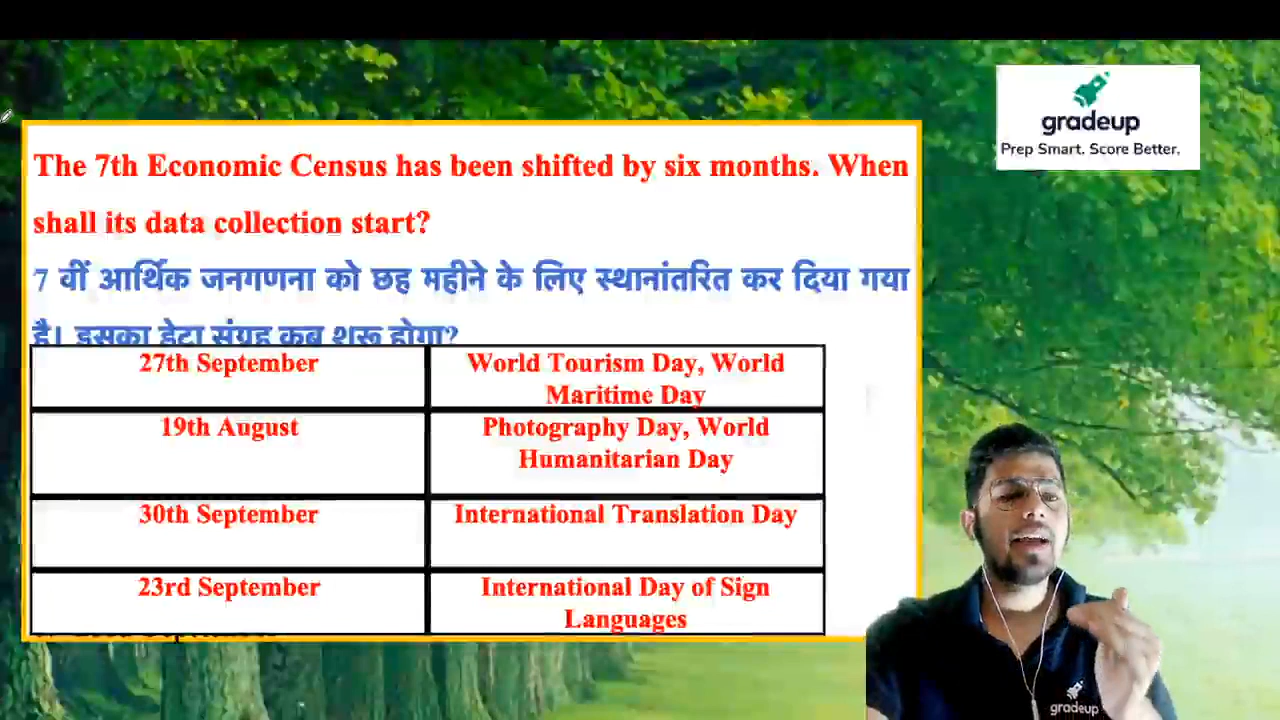 gradeup
Prep Smart. Score Better.
The 7th Economic Census has been shifted by six months. When
shall its data collection start?
7 वीं आर्थिक जनगणना को छह महीने के लिए स्थानांतरित कर दिया गया
है। इसका डेटा संग्रह कब शुरू होगा?
27th September
World Tourism Day, World
Maritime Day
19th August
Photography Day, World
Humanitarian Day
30th September
International Translation Day
23rd September
International Day of Sign
Languages
gradeup